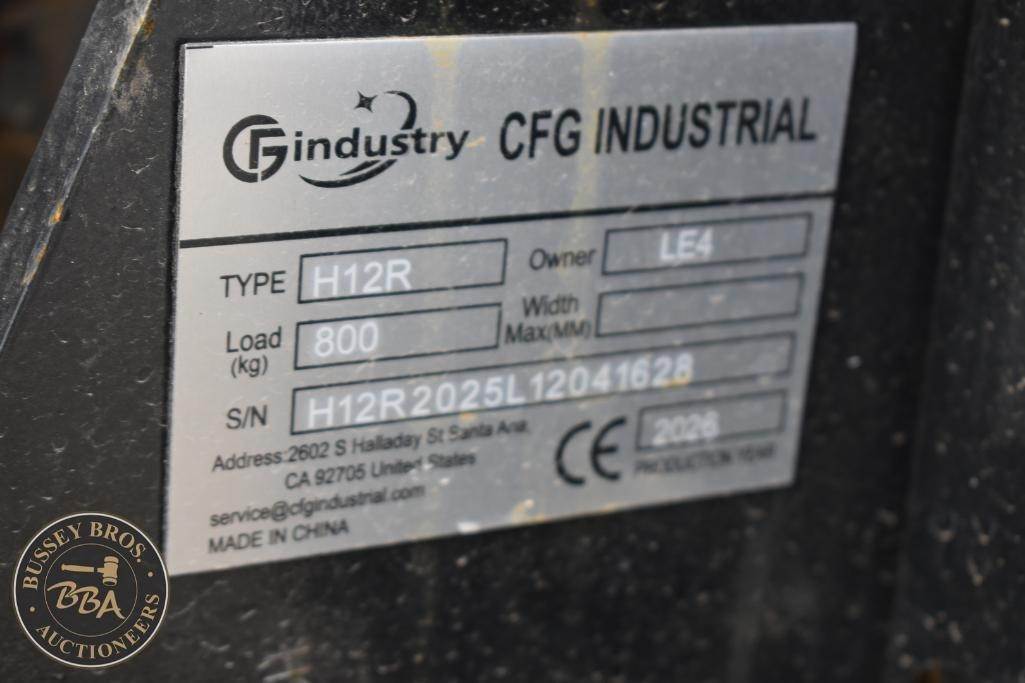 CFindustry CFG INDUSTRIAL
TYPE H12R Owner LE4
Load (kg) 800 Width Max(MM)
S/N H12R2025L12041628
Address:2602 S Halladay St Santa Ana,
CA 92705 United States
CE 2026
PRODUCTION YEAR
service@cfgindustrial.com
MADE IN CHINA
BUSSEY BROS.
BBA
AUCTIONEERS